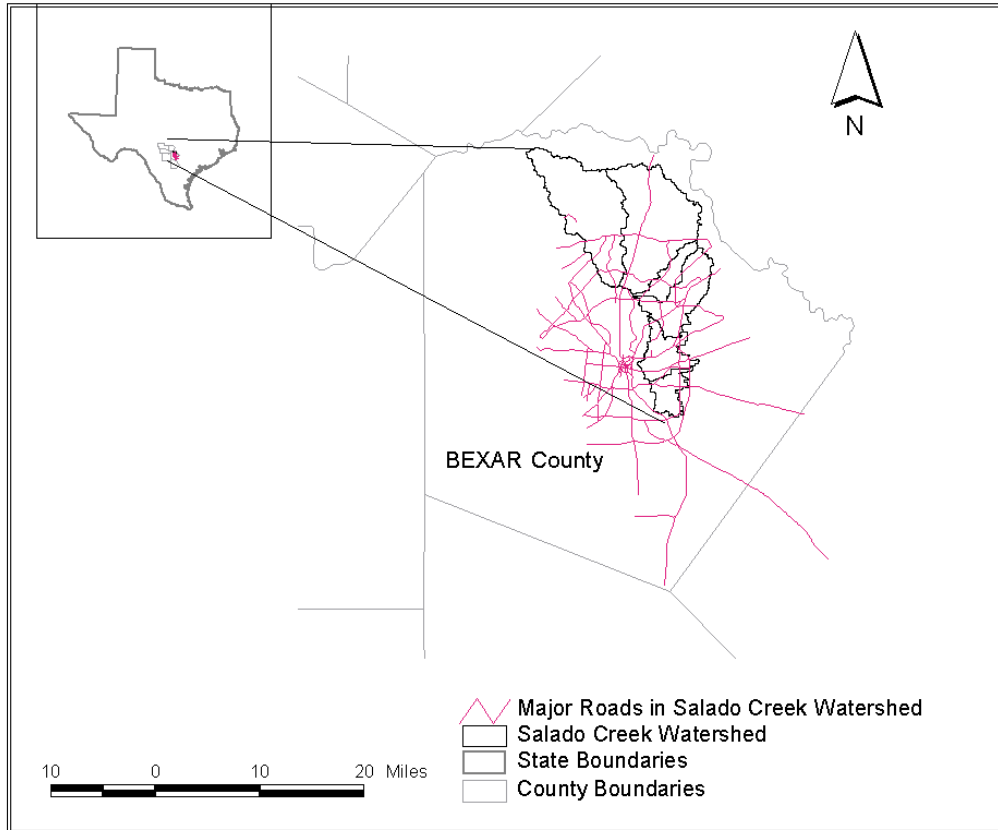 N
BEXAR County
Major Roads in Salado Creek Watershed
Salado Creek Watershed
State Boundaries
County Boundaries
10 0 10 20 Miles